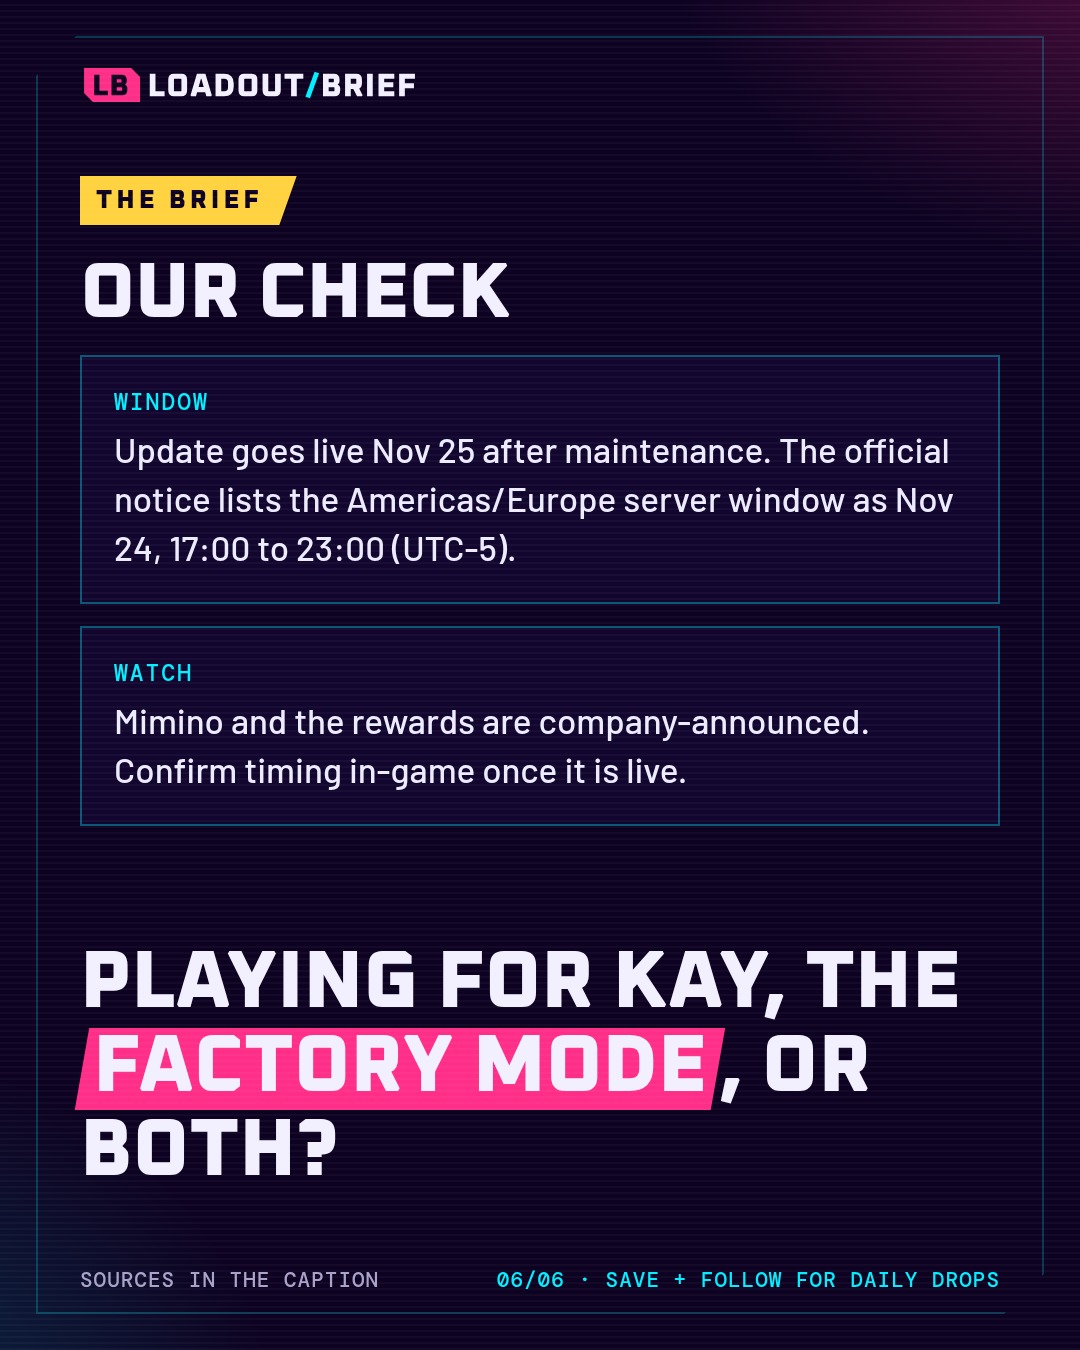 LB LOADOUT/BRIEF
THE BRIEF
OUR CHECK
WINDOW
Update goes live Nov 25 after maintenance. The official
notice lists the Americas/Europe server window as Nov
24, 17:00 to 23:00 (UTC-5).
WATCH
Mimino and the rewards are company-announced.
Confirm timing in-game once it is live.
PLAYING FOR KAY, THE
FACTORY MODE, OR
BOTH?
SOURCES IN THE CAPTION
06/06 · SAVE + FOLLOW FOR DAILY DROPS